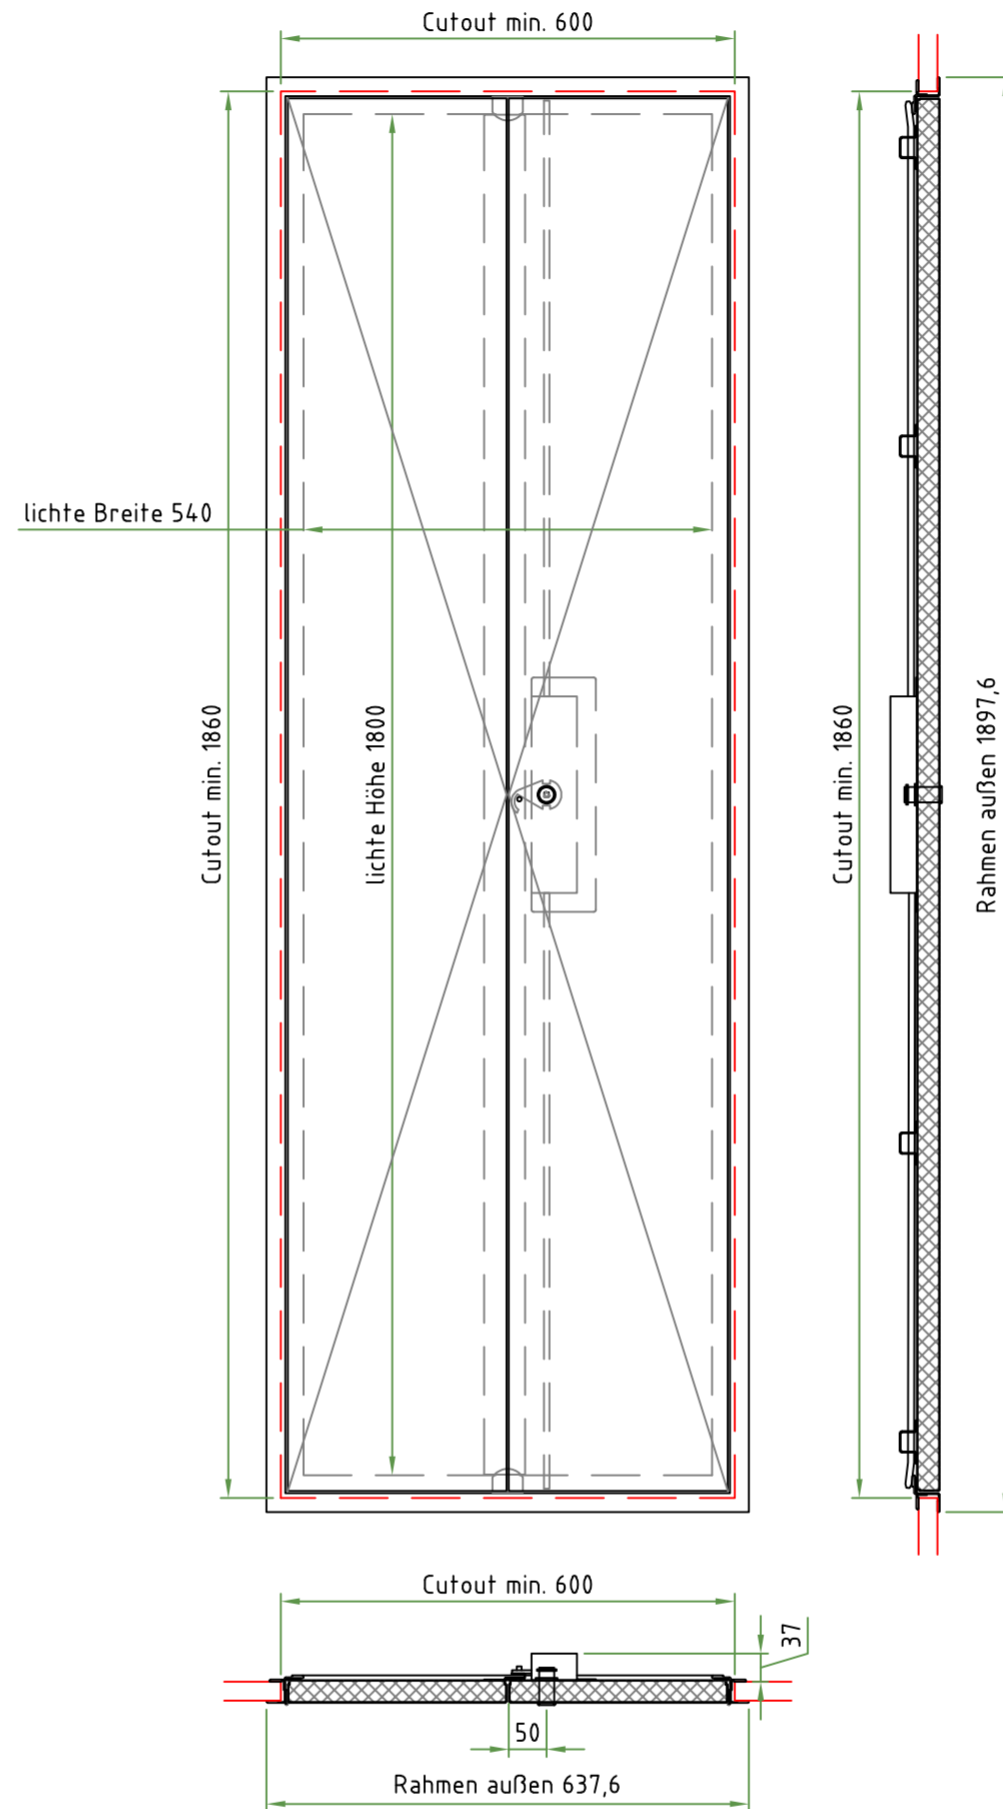 Cutout min. 600
lichte Breite 540
Cutout min. 1860
lichte Höhe 1800
Cutout min. 1860
Rahmen außen 1897,6
Cutout min. 600
37
50
Rahmen außen 637,6